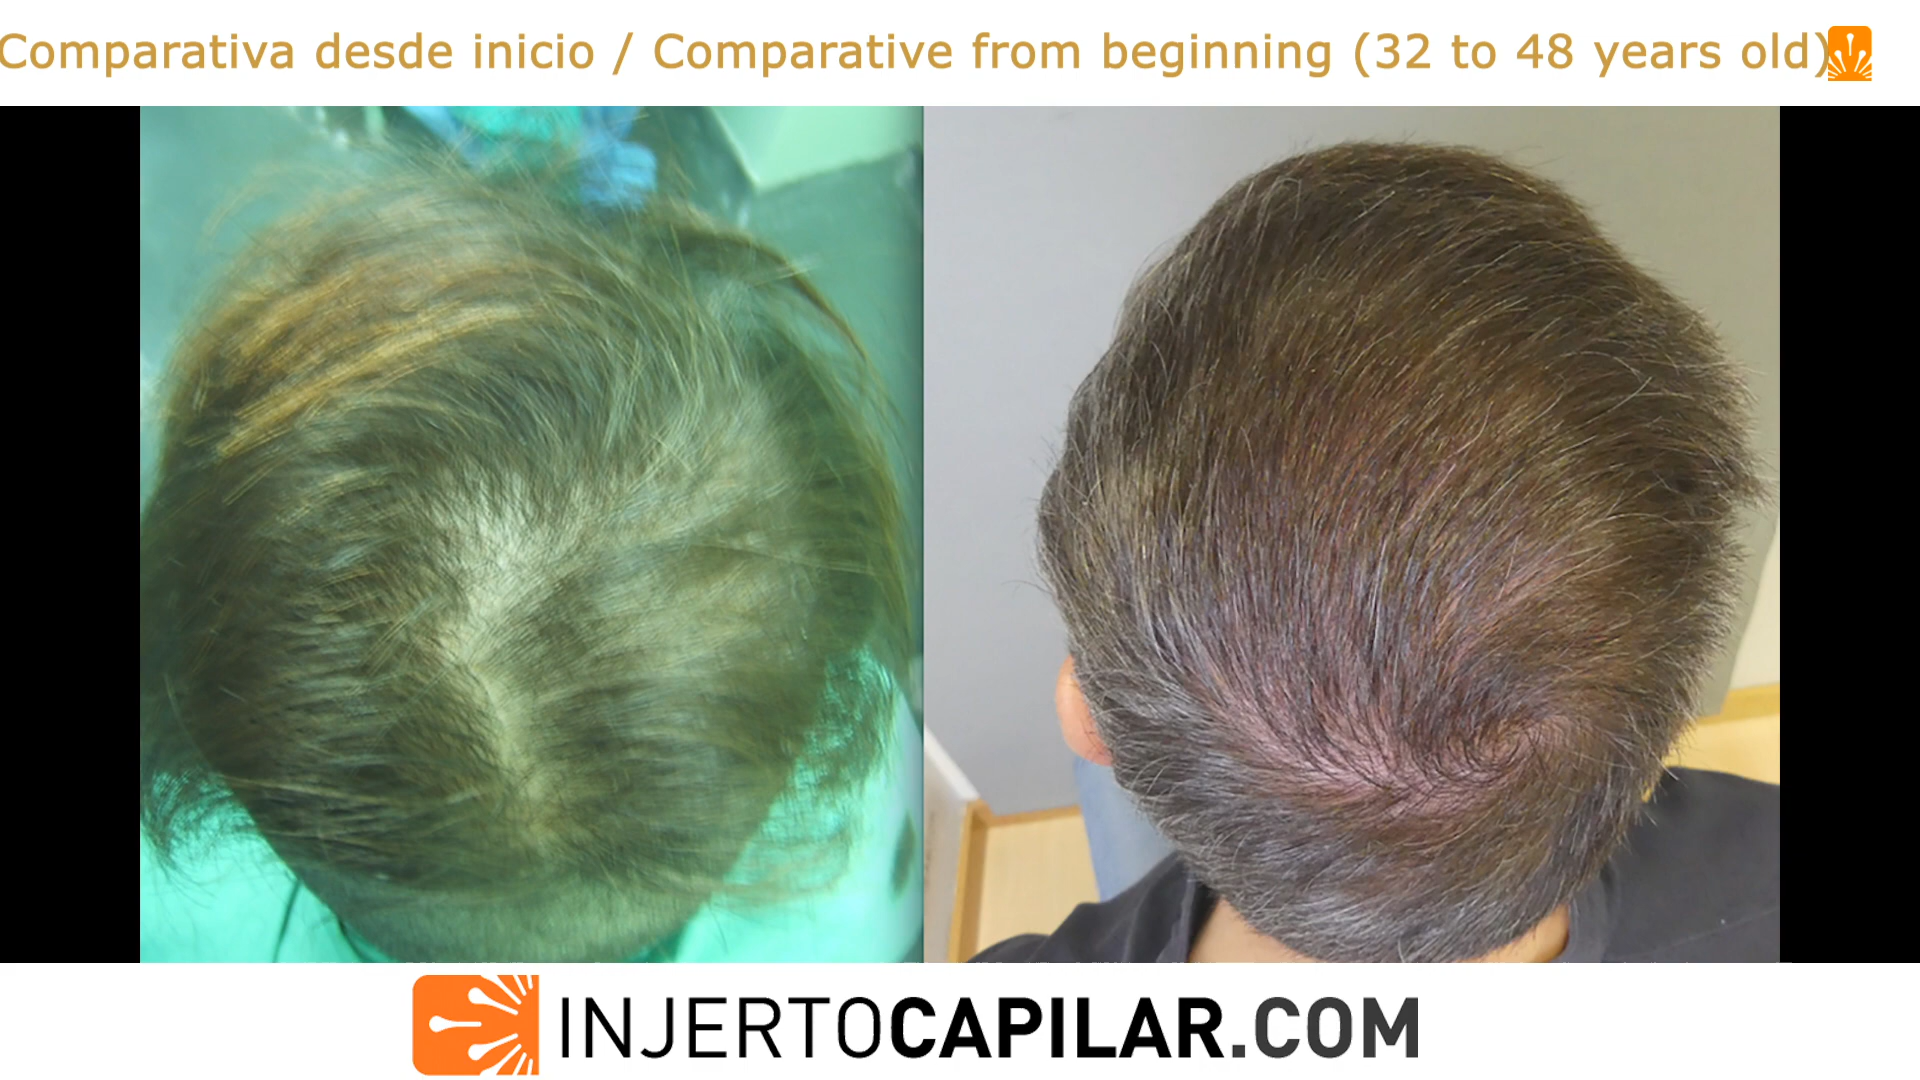 Comparativa desde inicio / Comparative from beginning (32 to 48 years old)
INJERTOCAPILAR.COM